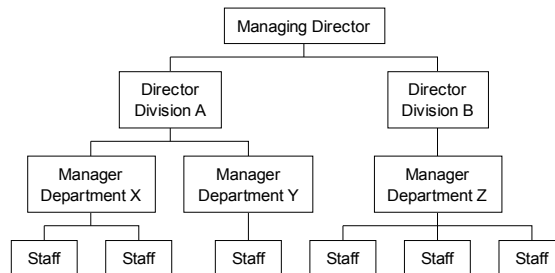 Managing Director
Director
Division A
Director
Division B
Manager
Department X
Manager
Department Y
Manager
Department Z
Staff
Staff
Staff
Staff
Staff
Staff